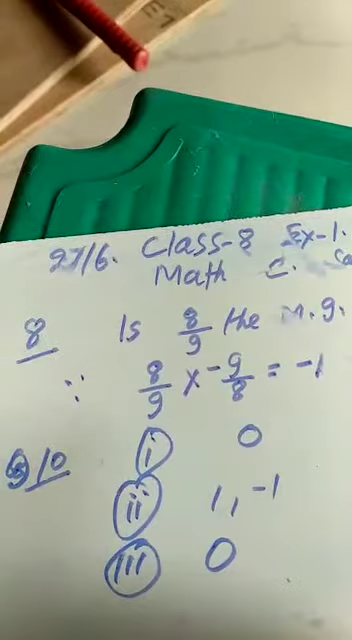 27/6. Class-8 Ex-1.
Math C.
8 Is 8/9 the M.g.
∵ 8/9 × -9/8 = -1
10 (i) 0
(ii) 1, -1
(iii) 0